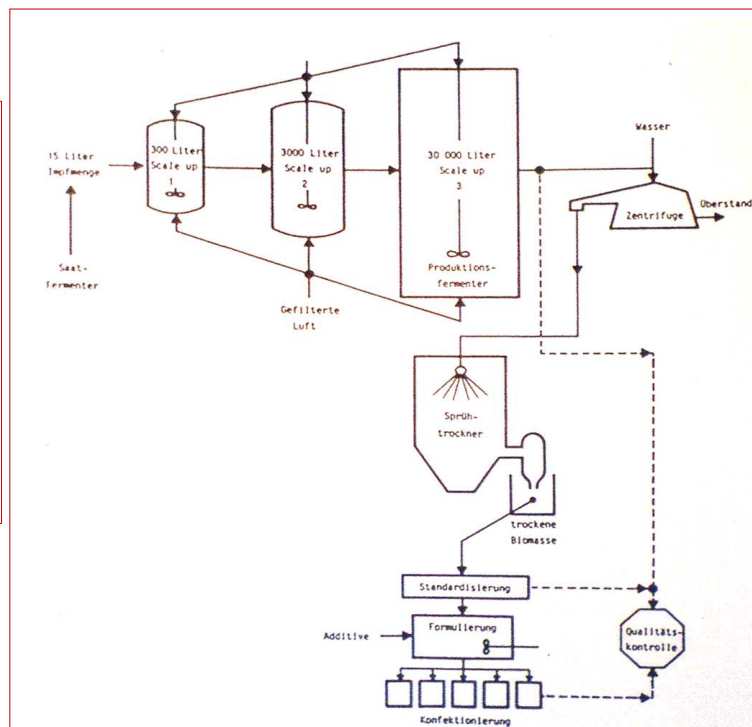 15 Liter
Impfmenge
Saat-
Fermenter
300 Liter
Scale up
1
3000 Liter
Scale up
2
30 000 Liter
Scale up
3
Produktions-
fermenter
Gefilterte
Luft
Wasser
Zentrifuge
Überstand
Sprüh-
trockner
trockene
Biomasse
Standardisierung
Additive
Formulierung
Qualitäts-
kontrolle
Konfektionierung